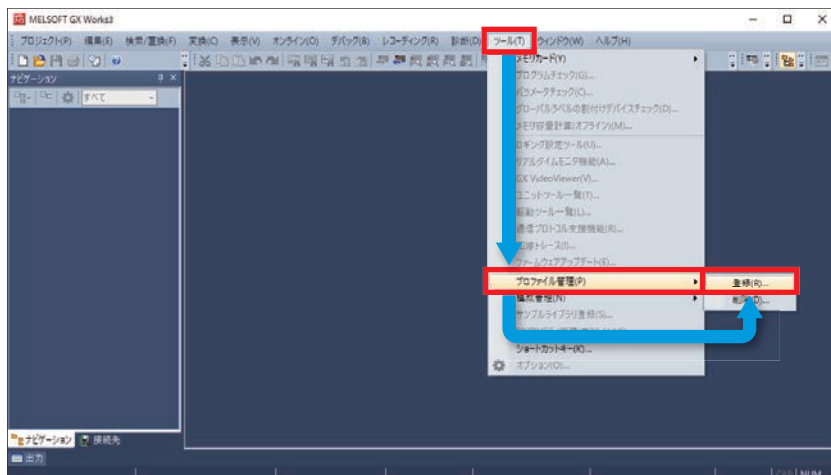 MELSOFT GX Works3
プロジェクト(P) 編集(E) 検索/置換(F) 変換(C) 表示(V) オンライン(O) デバッグ(B) レコーディング(R) 診断(D) ツール(T) ウィンドウ(W) ヘルプ(H)
ナビゲーション
すべて
メモリカード(Y)
プログラムチェック(G)...
パラメータチェック(C)...
グローバルラベルの割付けデバイスチェック(D)...
メモリ容量計算(オフライン)(M)...
ロギング設定ツール(U)...
リアルタイムモニタ機能(A)...
GX VideoViewer(V)...
ユニットツール一覧(T)...
駆動ツール一覧(L)...
通信プロトコル支援機能(R)...
トレース(I)...
ファームウェアアップデート(E)...
プロファイル管理(P)
登録(R)...
構成管理(N)
削除(D)...
サンプルライブラリ登録(S)...
ショートカットキー(K)...
オプション(O)...
ナビゲーション 接続先
出力
CAP NUM